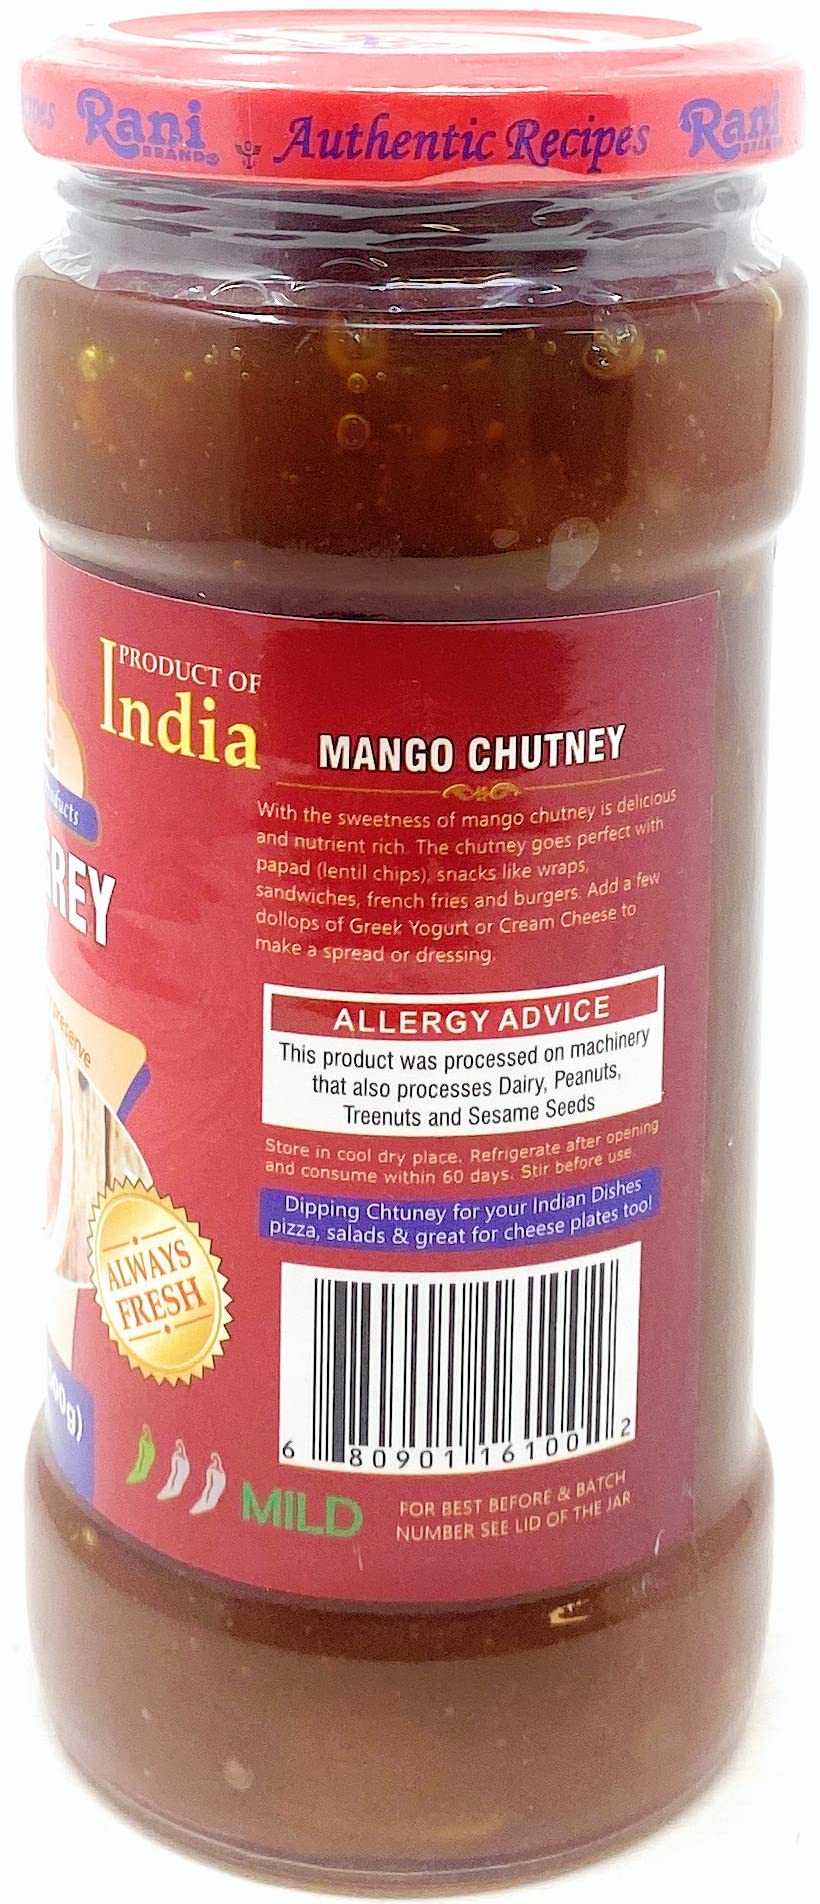 Rani
BRANDS
Authentic Recipes
Rani
PRODUCT OF
India
MANGO CHUTNEY
With the sweetness of mango chutney is delicious
and nutrient rich. The chutney goes perfect with
papad (lentil chips), snacks like wraps,
sandwiches, french fries and burgers. Add a few
dollops of Greek Yogurt or Cream Cheese to
make a spread or dressing.
ALLERGY ADVICE
This product was processed on machinery
that also processes Dairy, Peanuts,
Treenuts and Sesame Seeds
Store in cool dry place. Refrigerate after opening
and consume within 60 days. Stir before use
Dipping Chtuney for your Indian Dishes
pizza, salads & great for cheese plates too!
ALWAYS
FRESH
6 80901 16100 2
MILD
FOR BEST BEFORE & BATCH
NUMBER SEE LID OF THE JAR
preserve